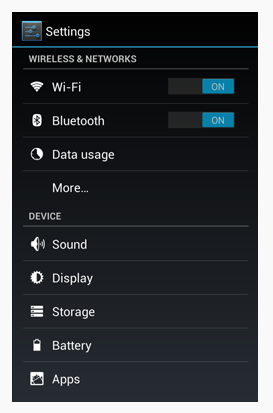 Settings
WIRELESS & NETWORKS
Wi-Fi ON
Bluetooth ON
Data usage
More...
DEVICE
Sound
Display
Storage
Battery
Apps